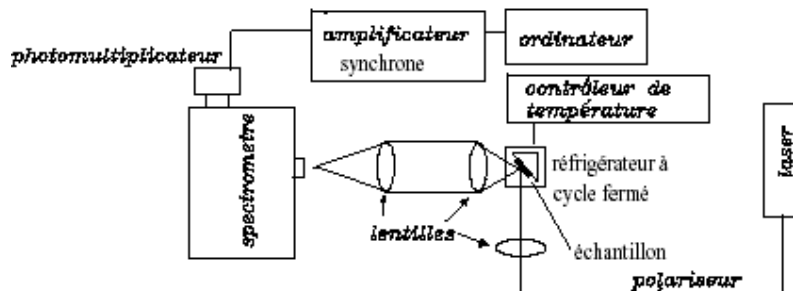 amplificateur
synchrone
ordinateur
photomultiplicateur
contrôleur de
température
spectrometre
réfrigérateur à
cycle fermé
laser
lentilles
échantillon
polariseur